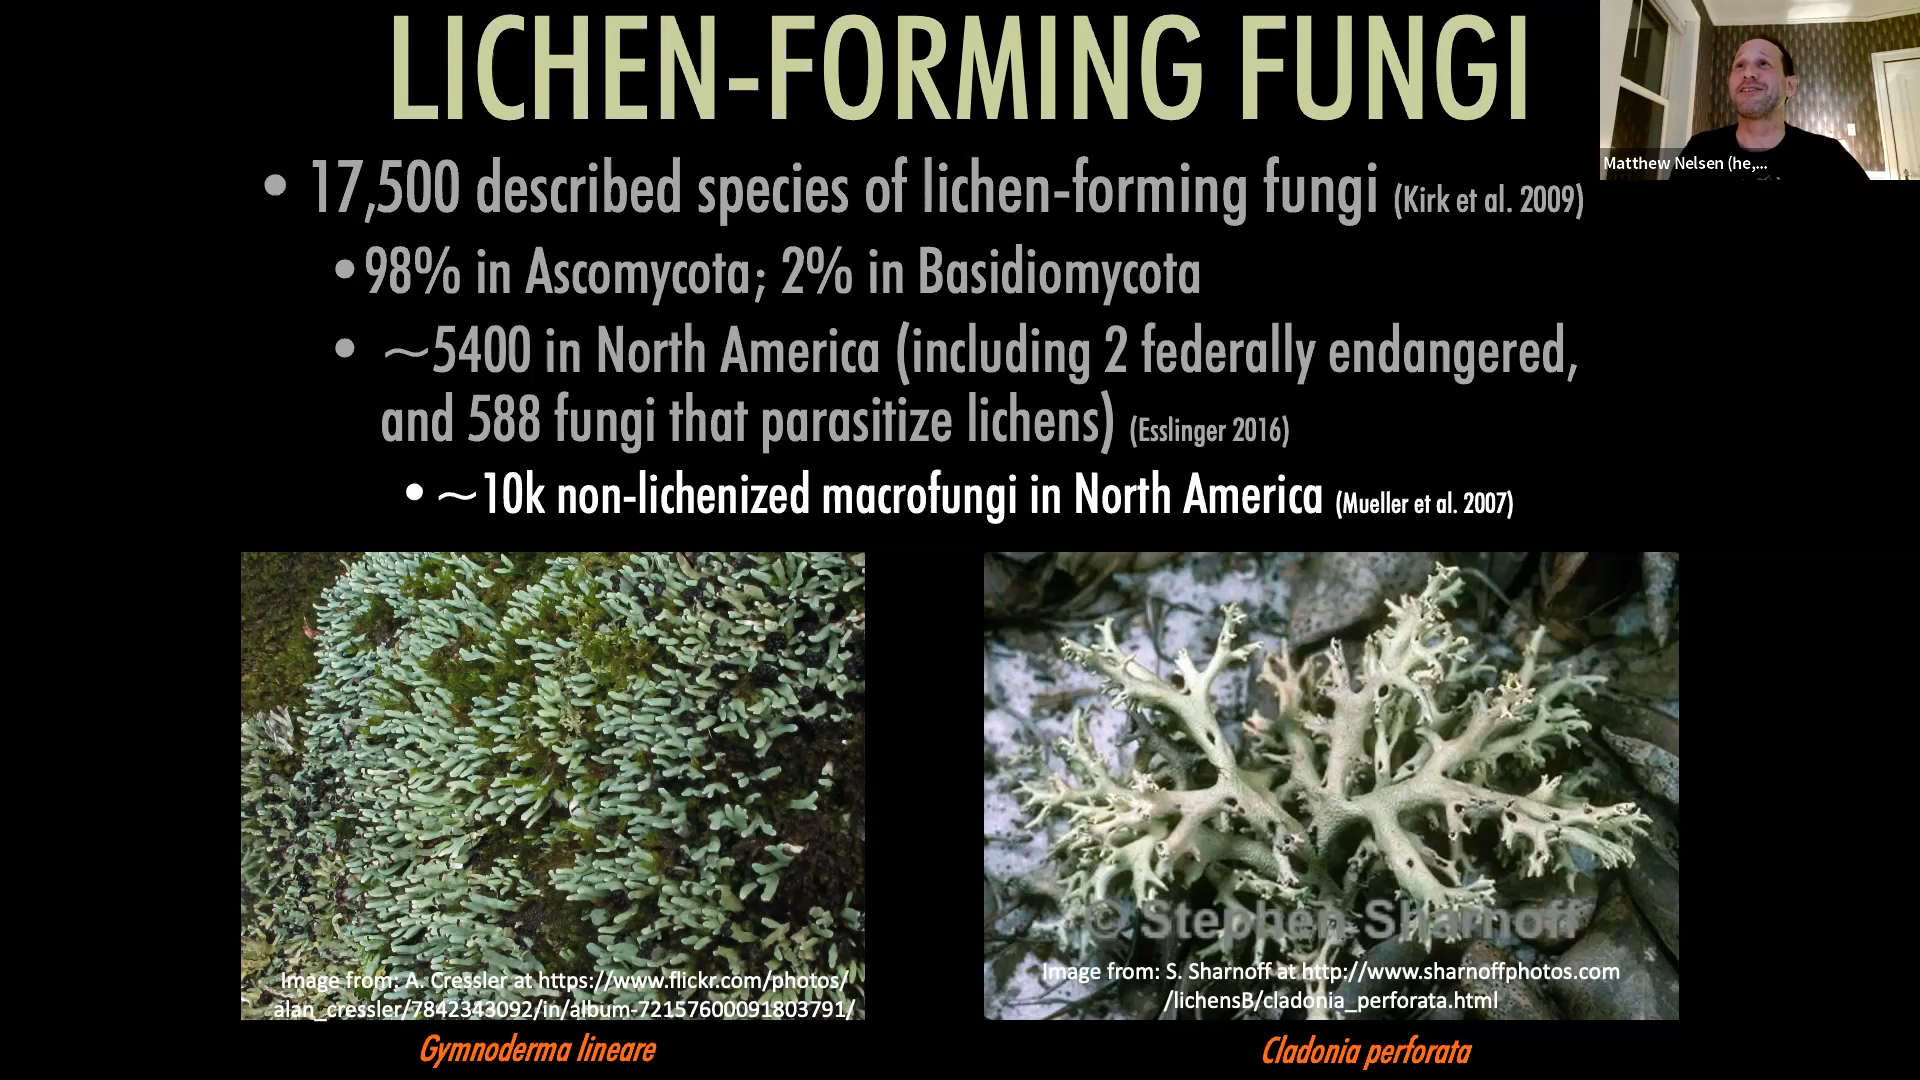 LICHEN-FORMING FUNGI
Matthew Nelsen (he,...
• 17,500 described species of lichen-forming fungi (Kirk et al. 2009)
• 98% in Ascomycota; 2% in Basidiomycota
• ~5400 in North America (including 2 federally endangered,
and 588 fungi that parasitize lichens) (Esslinger 2016)
• ~10k non-lichenized macrofungi in North America (Mueller et al. 2007)
Image from: A. Cressler at https://www.flickr.com/photos/
alan_cressler/7842343092/in/album-72157600091803791/
Gymnoderma lineare
© Stephen Sharnoff
Image from: S. Sharnoff at http://www.sharnoffphotos.com
/lichensB/cladonia_perforata.html
Cladonia perforata